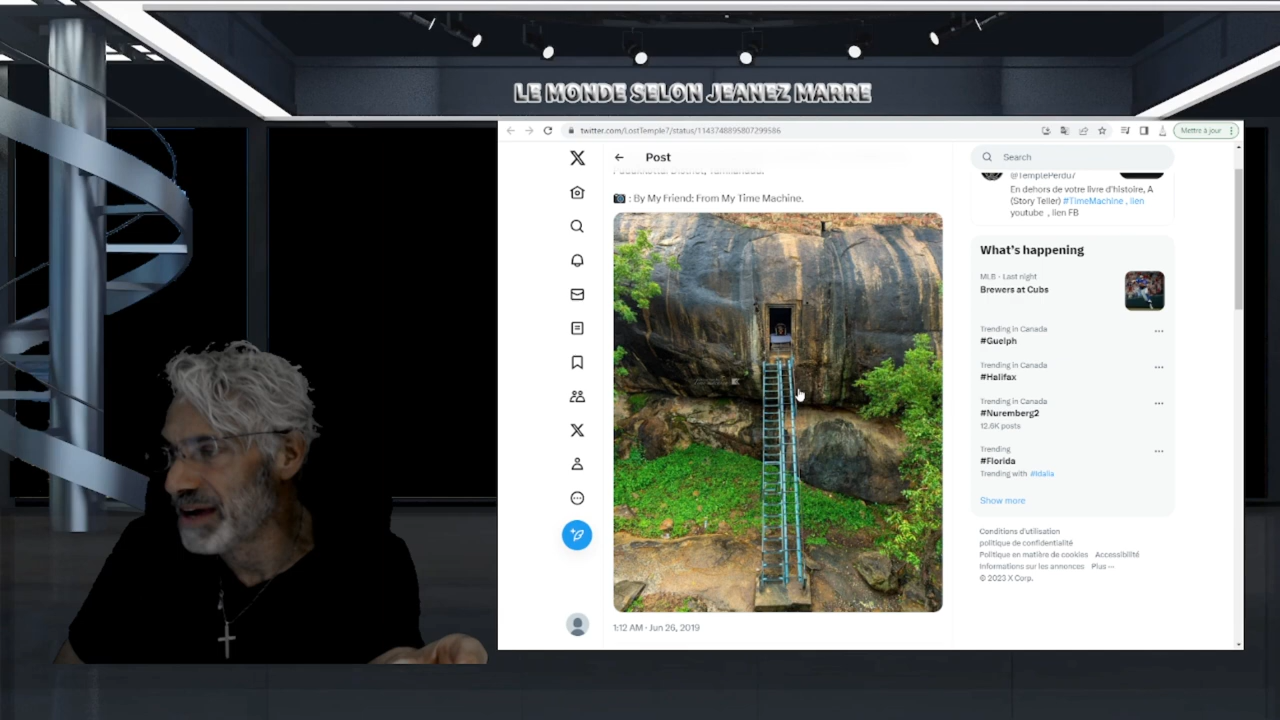 LE MONDE SELON JEANEZ MARRE
twitter.com/LostTemple7/status/1143748895807299586
Mettre à jour
Post
Search
: By My Friend: From My Time Machine.
@TemplePerdu7
En dehors de votre livre d'histoire, A
(Story Teller) #TimeMachine , lien
youtube , lien FB
What's happening
MLB · Last night
Brewers at Cubs
Trending in Canada
#Guelph
Trending in Canada
#Halifax
Trending in Canada
#Nuremberg2
12.6K posts
Trending
#Florida
Trending with #Idalia
Show more
Conditions d'utilisation
politique de confidentialité
Politique en matière de cookies Accessibilité
Informations sur les annonces Plus ···
© 2023 X Corp.
1:12 AM · Jun 26, 2019